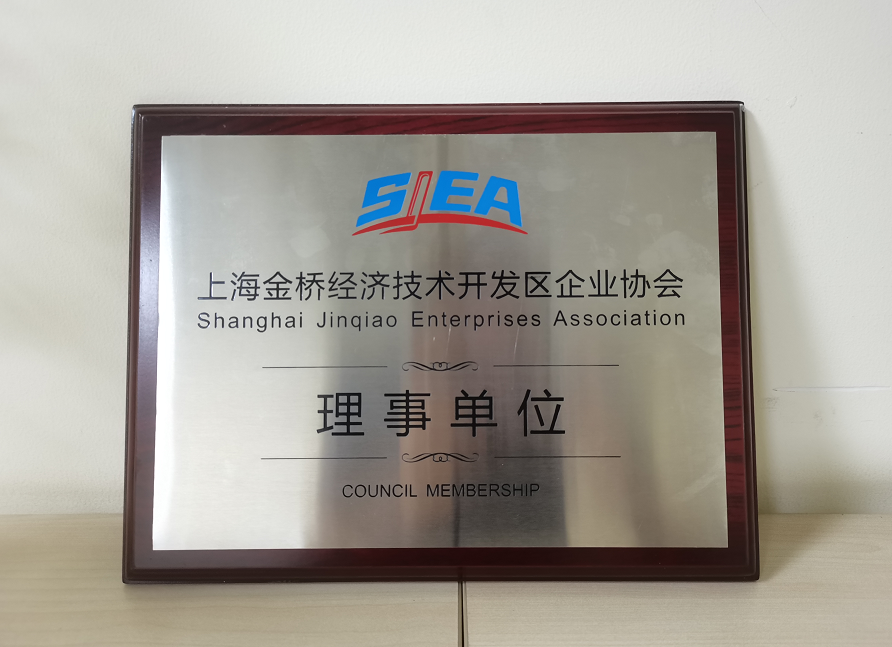 SJEA
上海金桥经济技术开发区企业协会
Shanghai Jinqiao Enterprises Association
理事单位
COUNCIL MEMBERSHIP